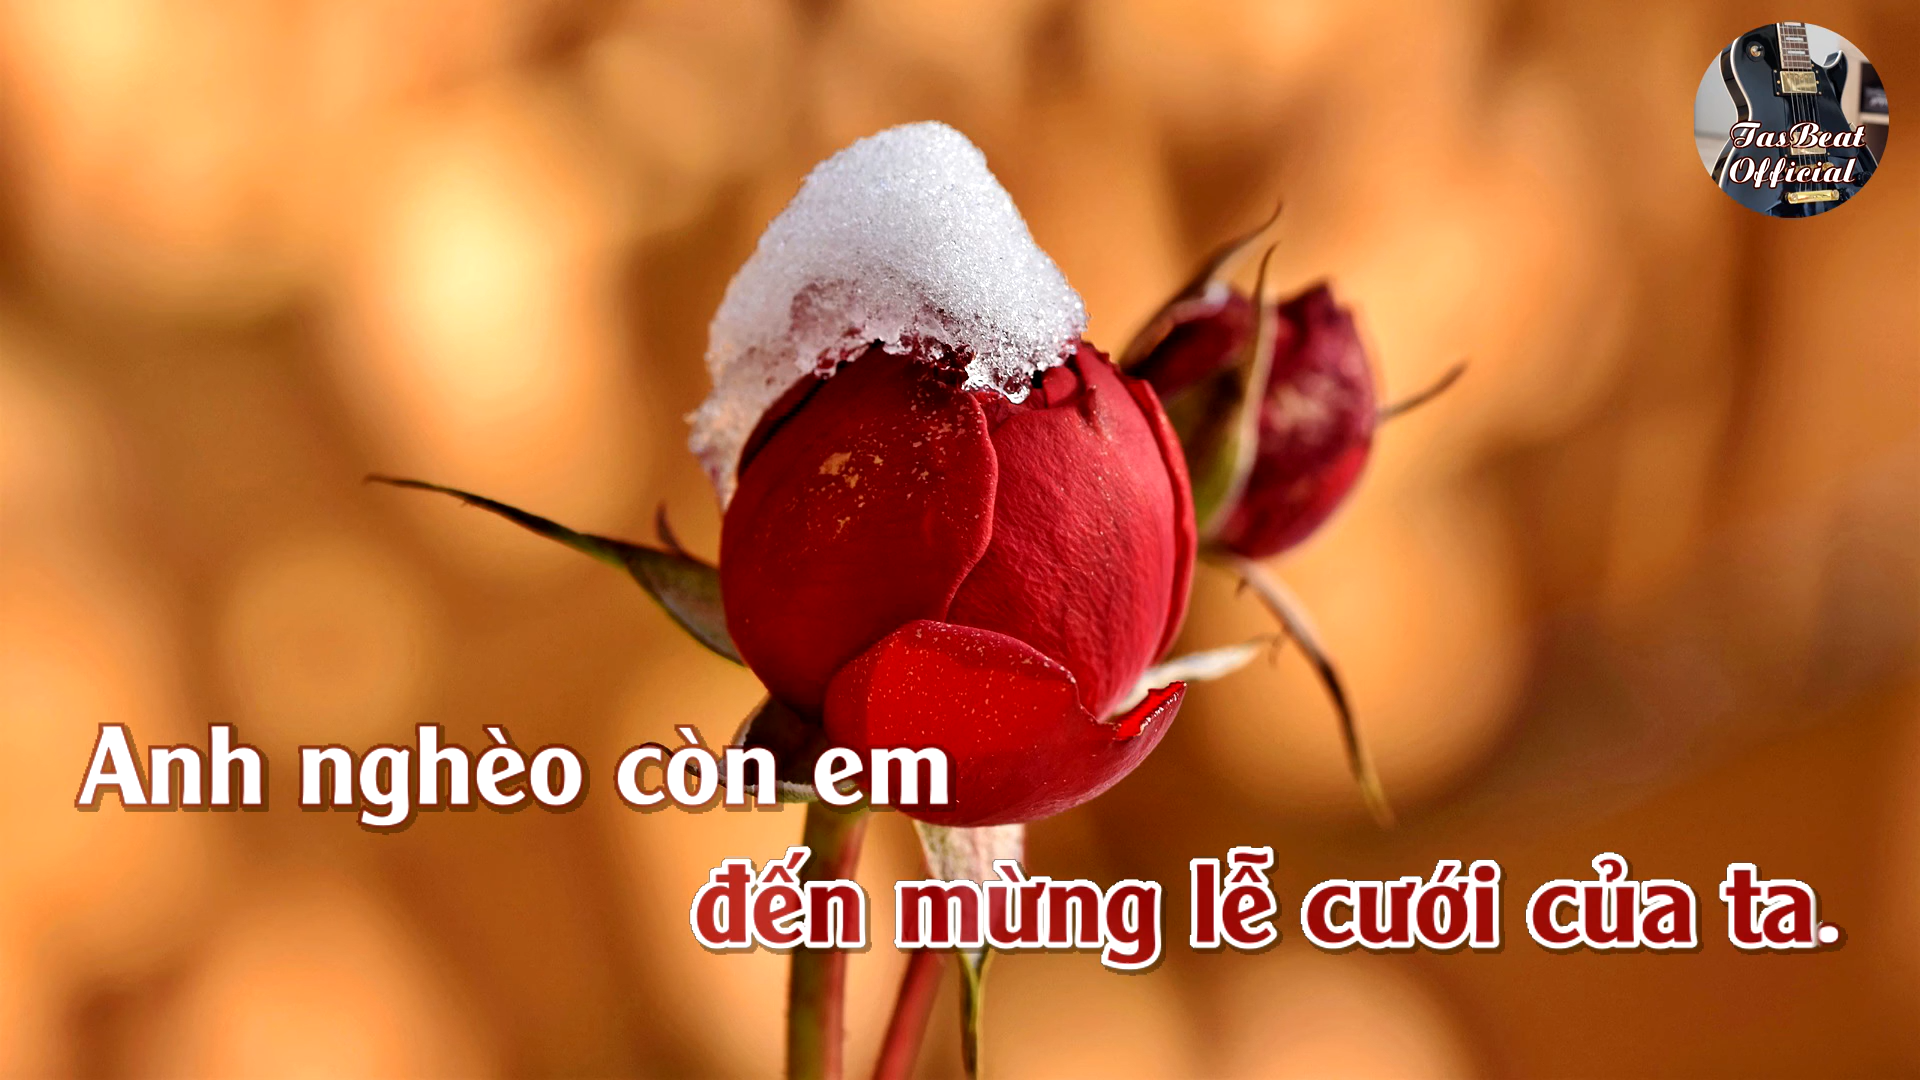 TasBeat
Official
Anh nghèo còn em
đến mừng lễ cưới của ta.